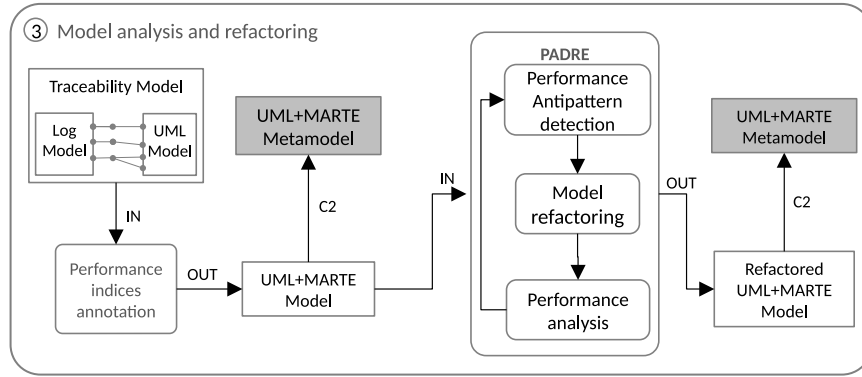 3 Model analysis and refactoring
Traceability Model
Log
Model
UML
Model
IN
Performance
indices
annotation
OUT
UML+MARTE
Metamodel
C2
UML+MARTE
Model
IN
PADRE
Performance
Antipattern
detection
Model
refactoring
Performance
analysis
OUT
UML+MARTE
Metamodel
C2
Refactored
UML+MARTE
Model